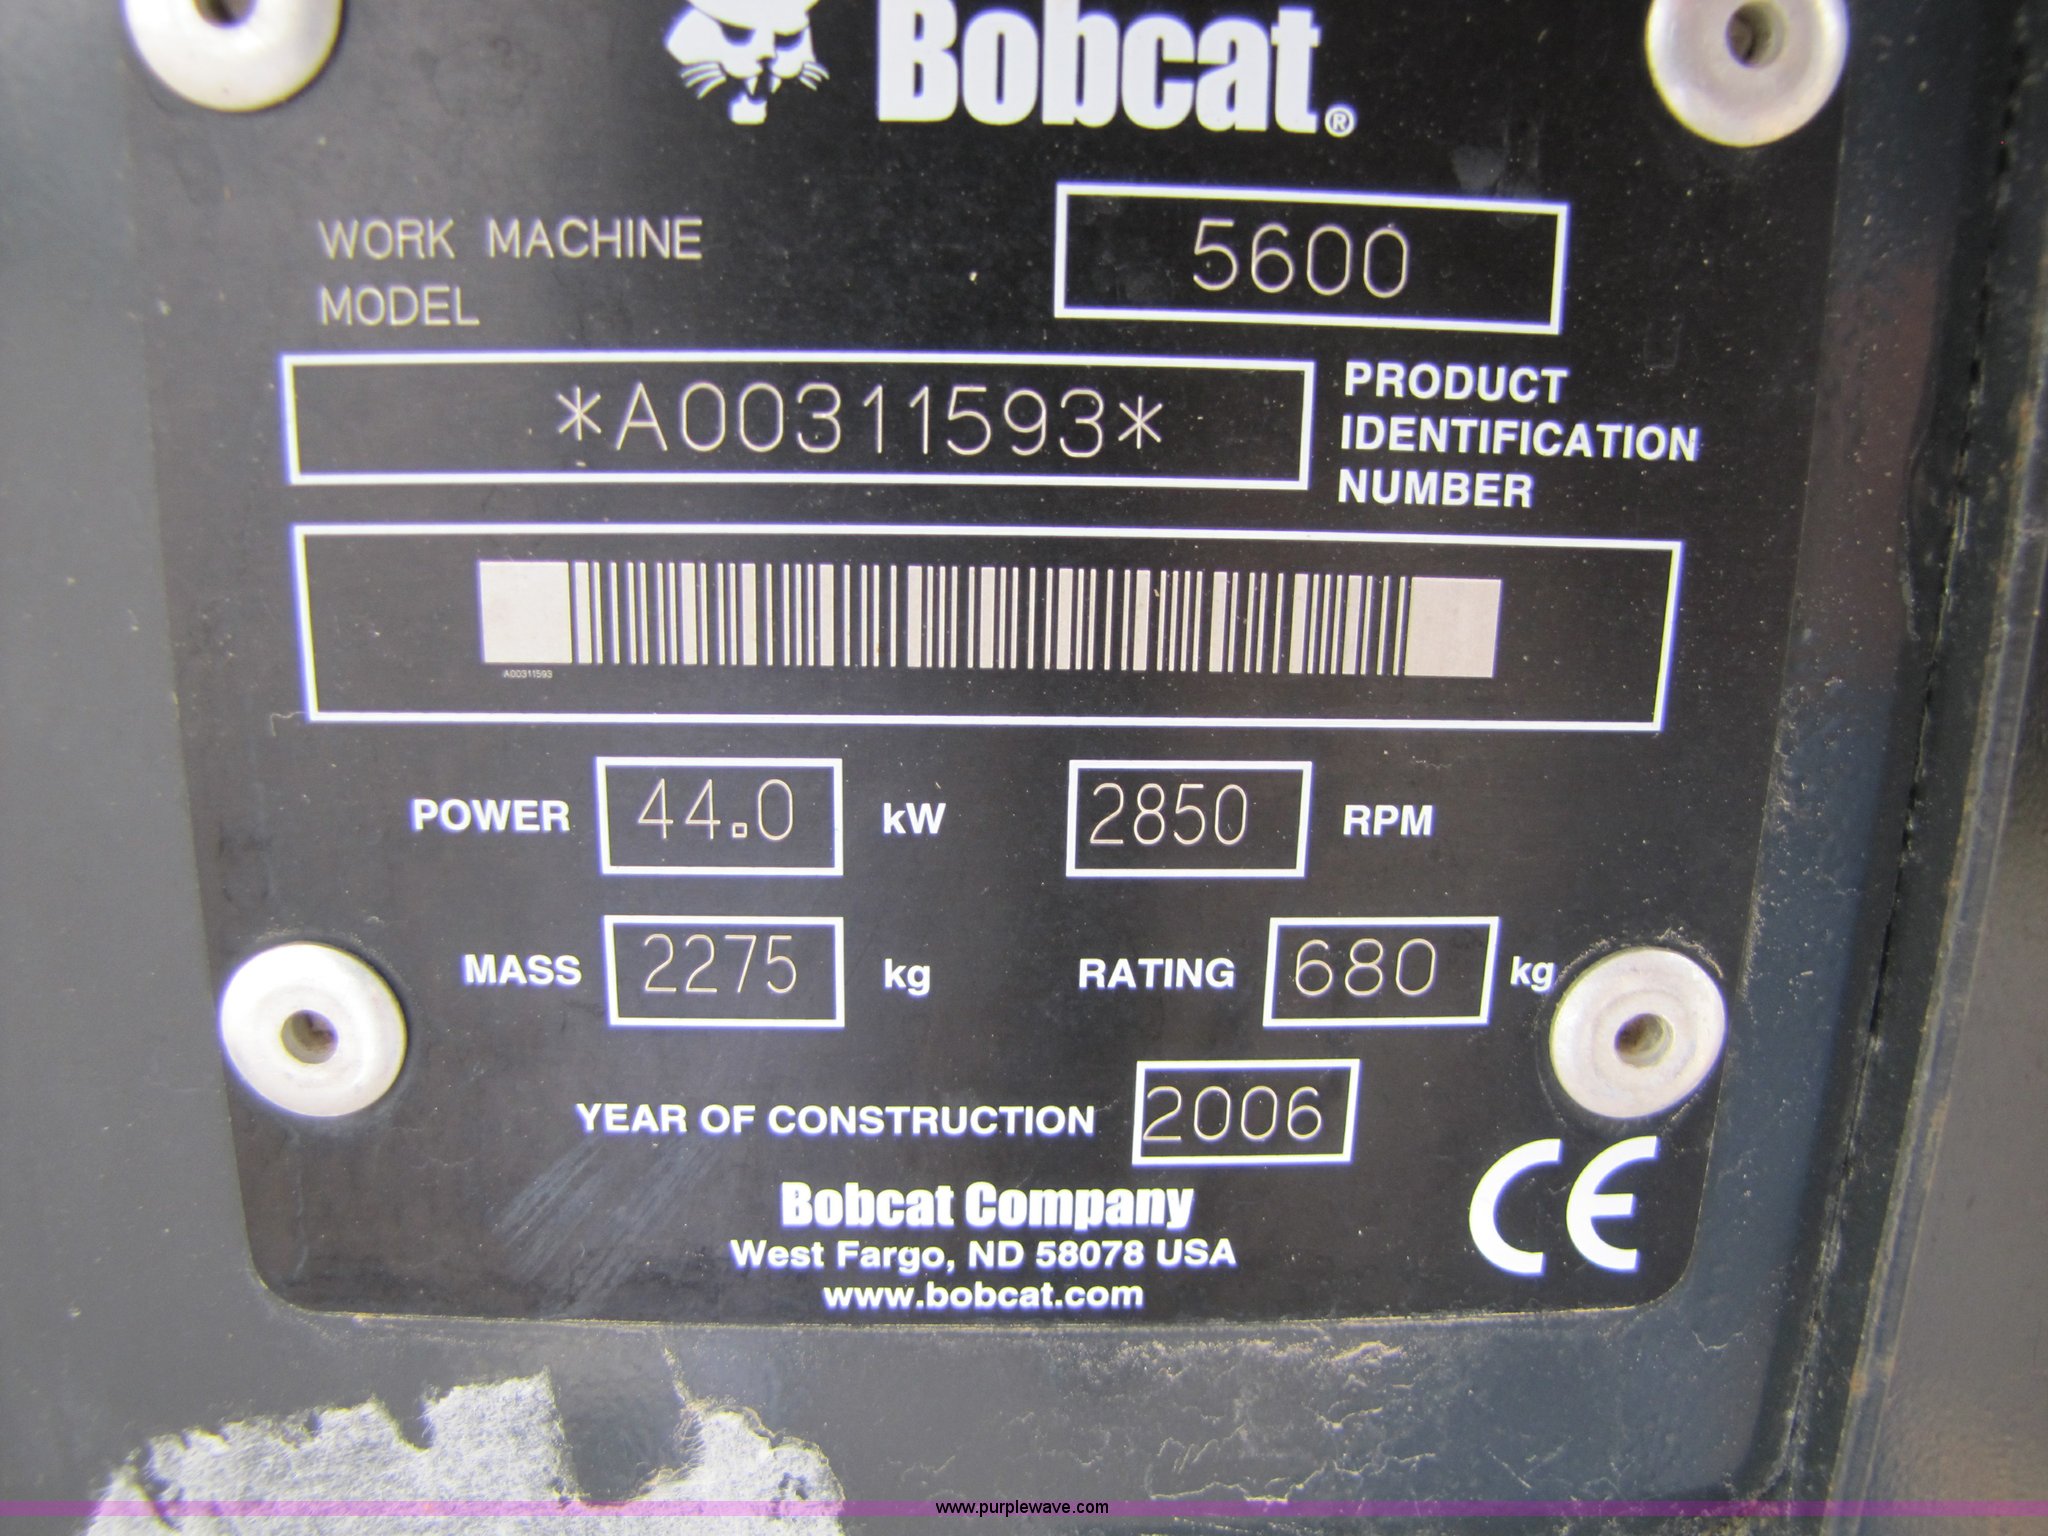 Bobcat®
WORK MACHINE
MODEL
5600
*A00311593*
PRODUCT
IDENTIFICATION
NUMBER
A00311593
POWER 44.0 kW 2850 RPM
MASS 2275 kg RATING 680 kg
YEAR OF CONSTRUCTION 2006
Bobcat Company
West Fargo, ND 58078 USA
www.bobcat.com
CE
www.purplewave.com